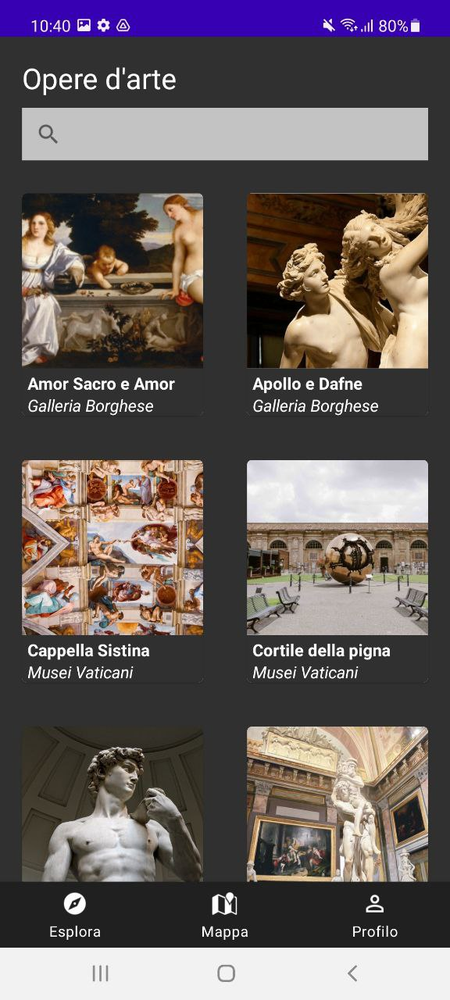 10:40 80%
Opere d'arte
Amor Sacro e Amor
Galleria Borghese
Apollo e Dafne
Galleria Borghese
Cappella Sistina
Musei Vaticani
Cortile della pigna
Musei Vaticani
Esplora Mappa Profilo